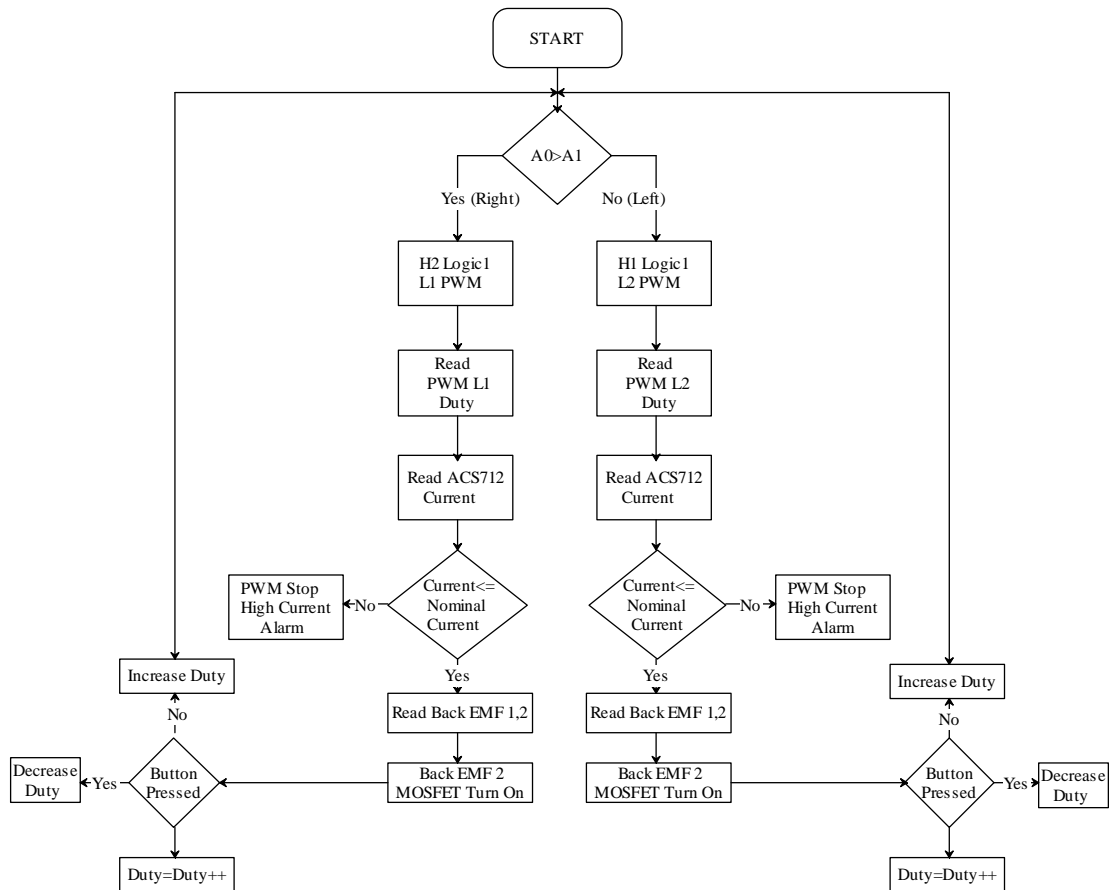 START
A0>A1
Yes (Right)
No (Left)
H2 Logic1
L1 PWM
H1 Logic1
L2 PWM
Read
PWM L1
Duty
Read
PWM L2
Duty
Read ACS712
Current
Read ACS712
Current
Current<=
Nominal
Current
No
PWM Stop
High Current
Alarm
Current<=
Nominal
Current
No
PWM Stop
High Current
Alarm
Yes
Yes
Increase Duty
Read Back EMF 1,2
Read Back EMF 1,2
Increase Duty
No
No
Decrease
Duty
Yes
Button
Pressed
Back EMF 2
MOSFET Turn On
Back EMF 2
MOSFET Turn On
Button
Pressed
Yes
Decrease
Duty
Duty=Duty++
Duty=Duty++